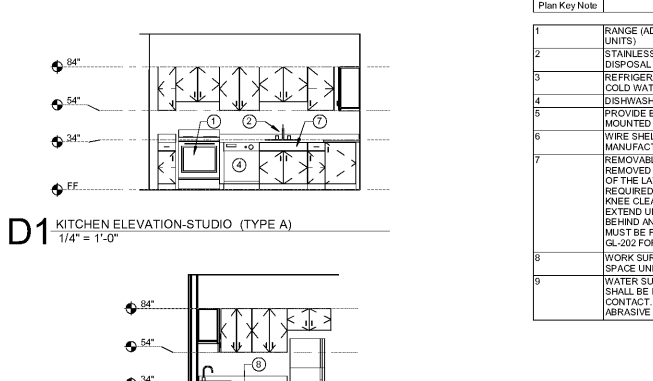 Plan Key Note
84"
54"
34"
FF
1
2
7
4
D1 KITCHEN ELEVATION-STUDIO (TYPE A)
1/4" = 1'-0"
84"
54"
34"
8
1 RANGE (AD
UNITS)
2 STAINLESS
DISPOSAL
3 REFRIGER
COLD WAT
4 DISHWASH
5 PROVIDE E
MOUNTED
6 WIRE SHEL
MANUFACT
7 REMOVABL
REMOVED
OF THE LA
REQUIRED
KNEE CLEA
EXTEND U
BEHIND AN
MUST BE F
GL-202 FOR
8 WORK SUR
SPACE UNI
9 WATER SU
SHALL BE I
CONTACT.
ABRASIVE